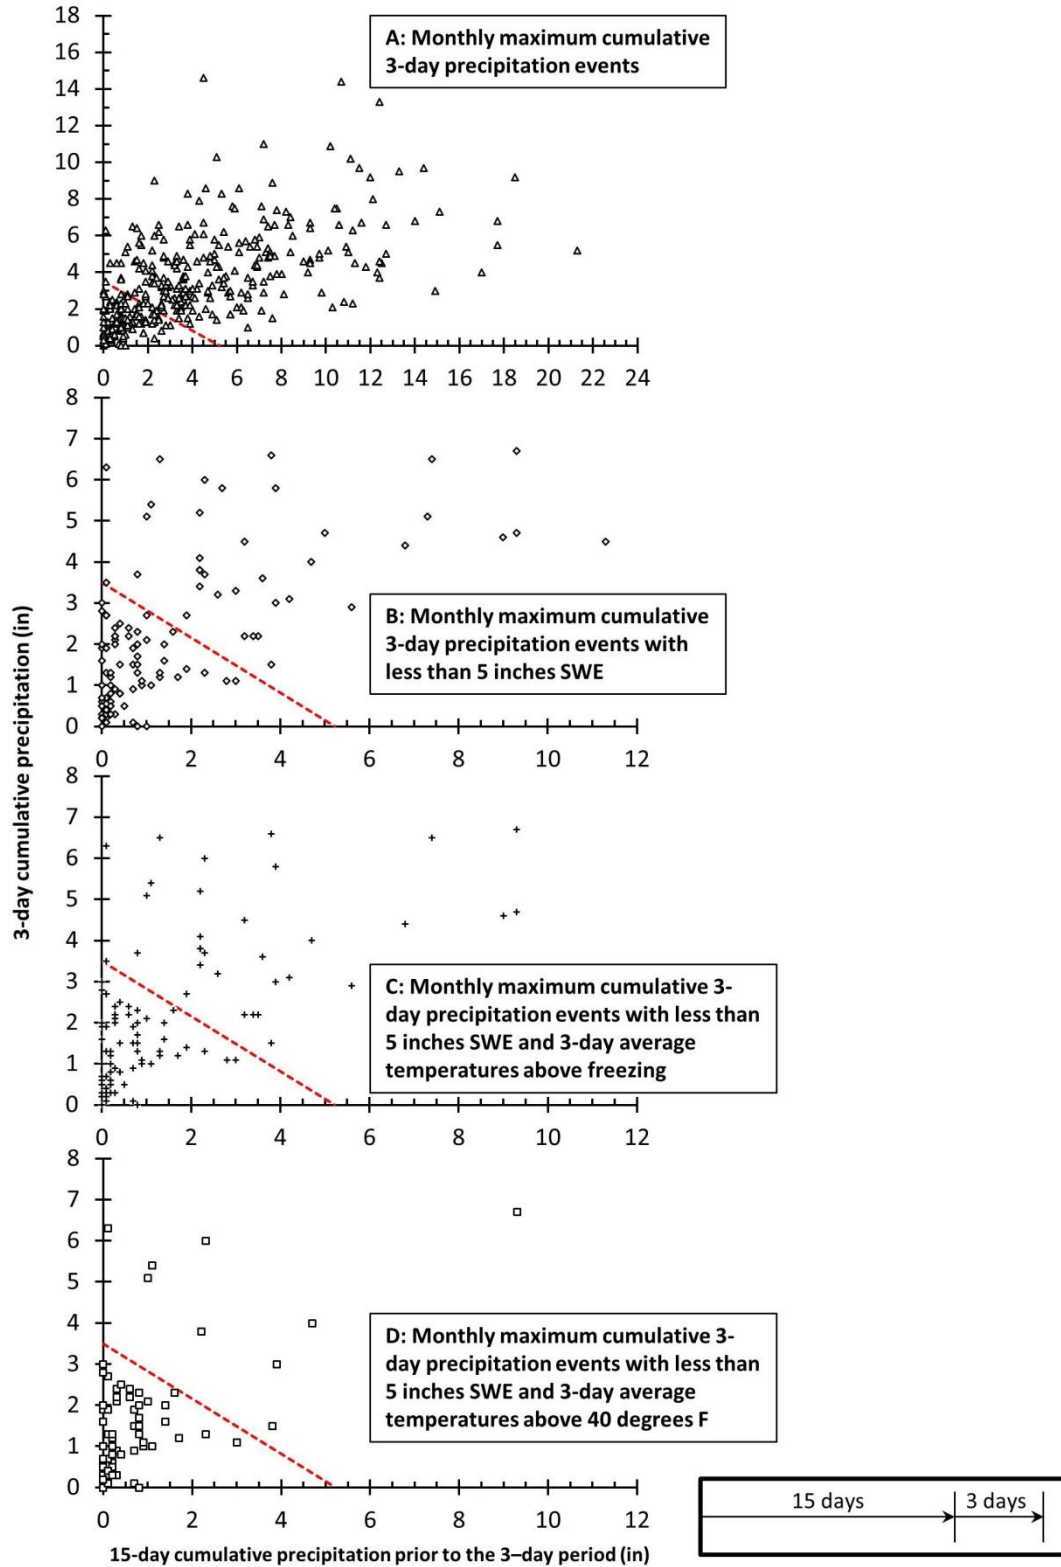 18
16
14
12
10
8
6
4
2
0
A: Monthly maximum cumulative
3-day precipitation events
0 2 4 6 8 10 12 14 16 18 20 22 24
8
7
6
5
4
3
2
1
0
B: Monthly maximum cumulative
3-day precipitation events with
less than 5 inches SWE
0 2 4 6 8 10 12
3-day cumulative precipitation (in)
8
7
6
5
4
3
2
1
0
C: Monthly maximum cumulative 3-
day precipitation events with less than
5 inches SWE and 3-day average
temperatures above freezing
0 2 4 6 8 10 12
8
7
6
5
4
3
2
1
0
D: Monthly maximum cumulative 3-
day precipitation events with less than
5 inches SWE and 3-day average
temperatures above 40 degrees F
0 2 4 6 8 10 12
15-day cumulative precipitation prior to the 3–day period (in)
15 days 3 days